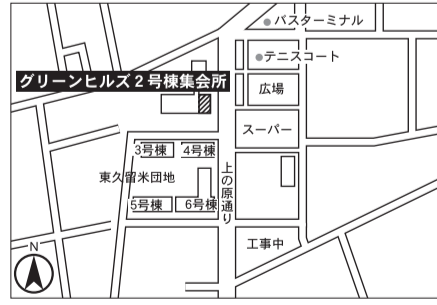 バスターミナル
テニスコート
グリーンヒルズ2号棟集会所
広場
スーパー
3号棟
4号棟
東久留米団地
上の原通り
5号棟
6号棟
工事中
N